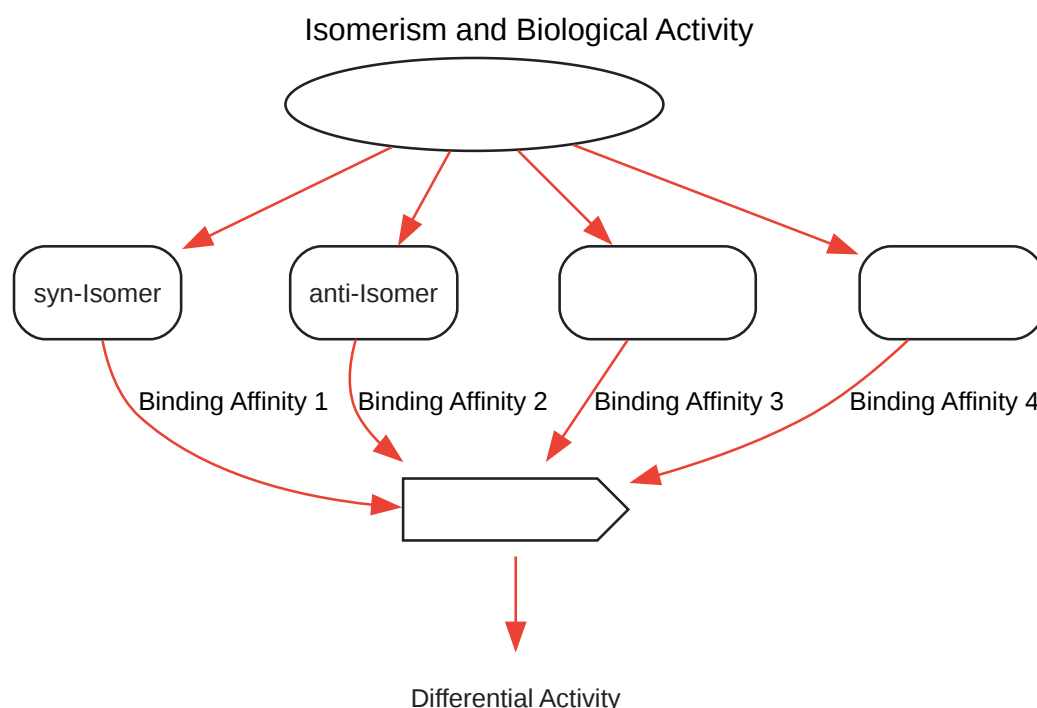 Isomerism and Biological Activity
syn-Isomer
anti-Isomer
Binding Affinity 1
Binding Affinity 2
Binding Affinity 3
Binding Affinity 4
Differential Activity